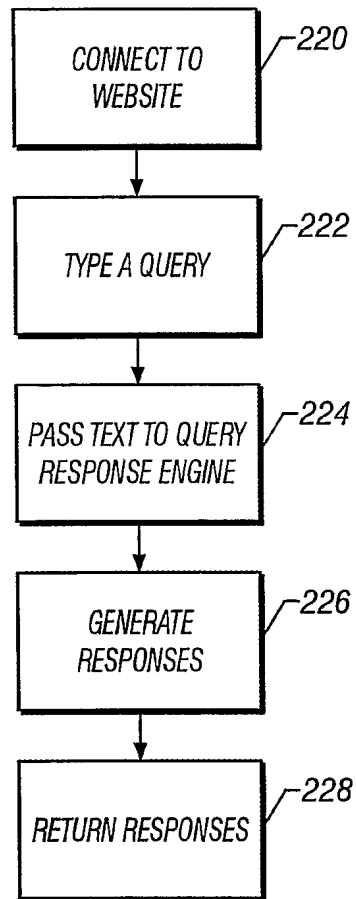 CONNECT TO
WEBSITE
220
TYPE A QUERY
222
PASS TEXT TO QUERY
RESPONSE ENGINE
224
GENERATE
RESPONSES
226
RETURN RESPONSES
228